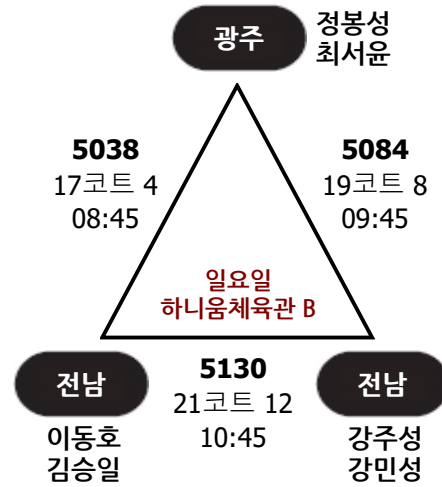 광주
정봉성
최서윤
5038
17코트 4
08:45
5084
19코트 8
09:45
일요일
하니움체육관 B
전남
이동호
김승일
5130
21코트 12
10:45
전남
강주성
강민성